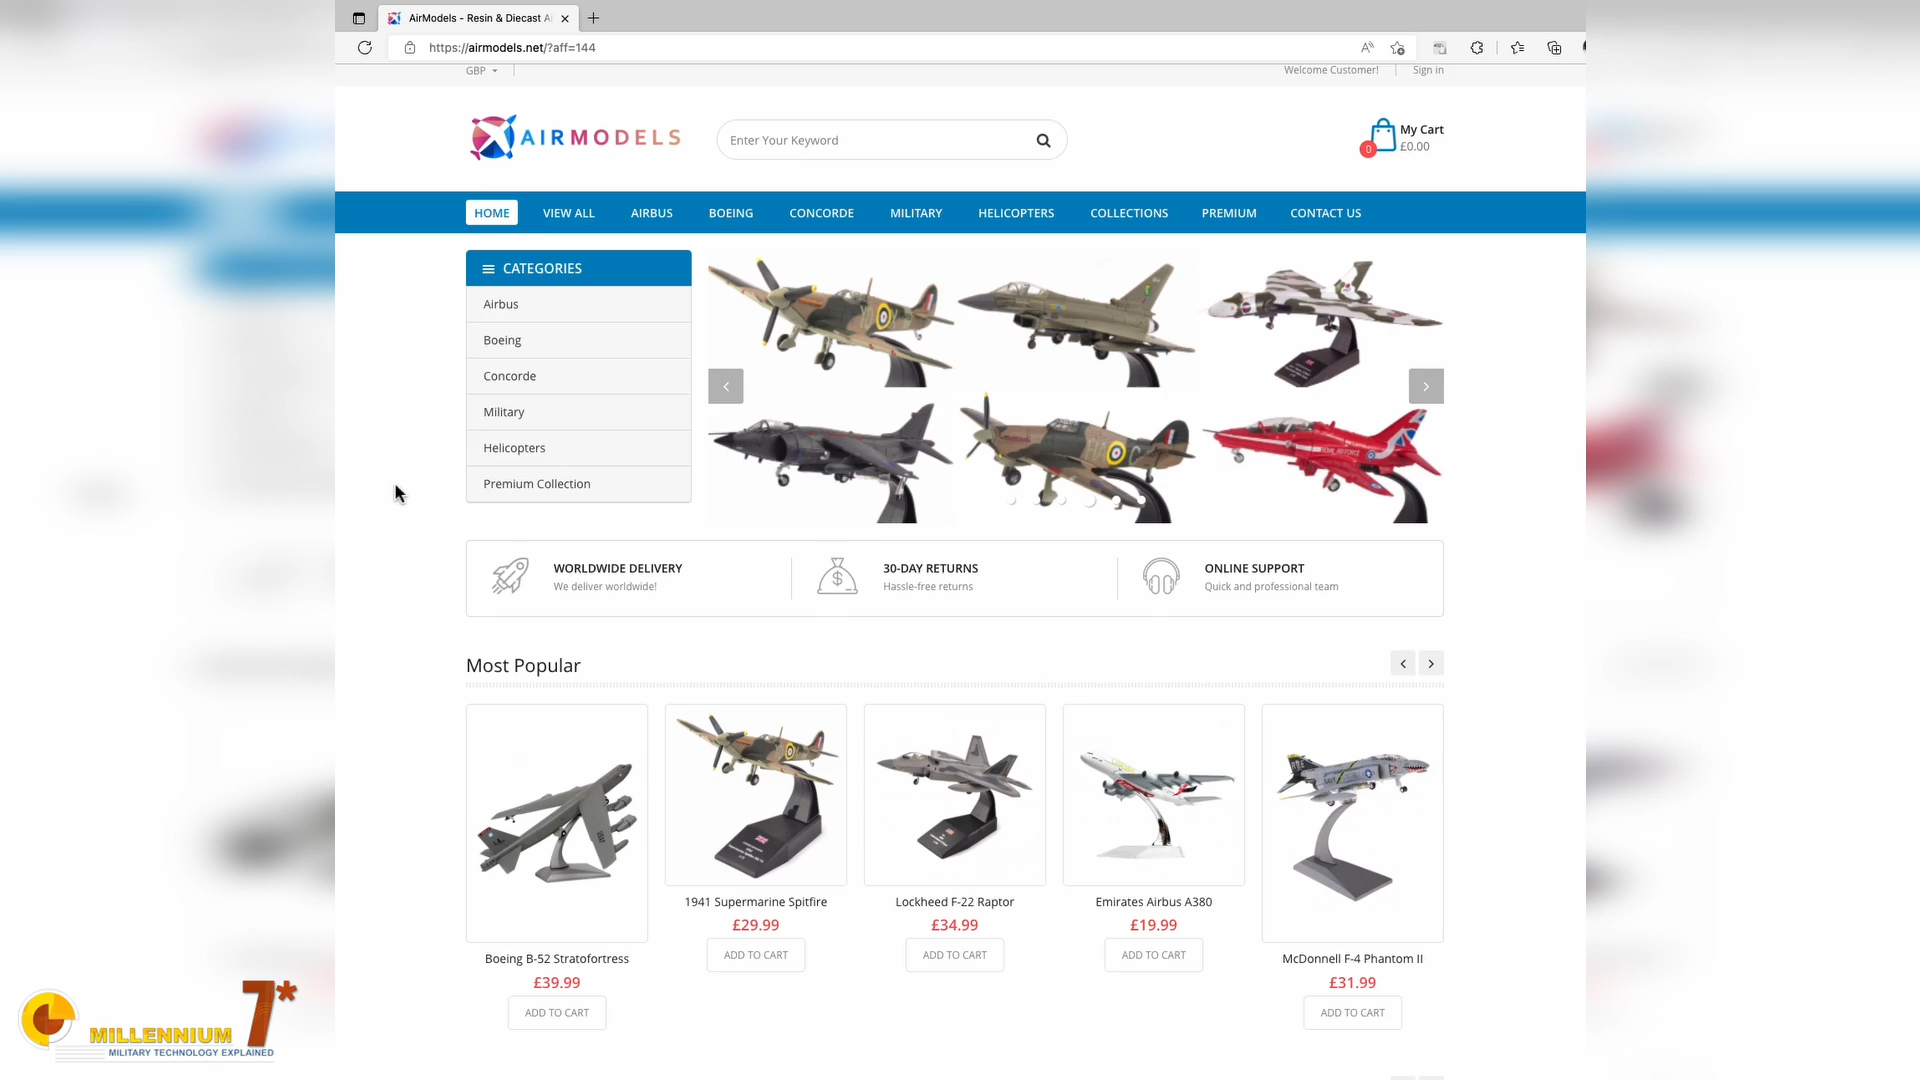 AirModels - Resin & Diecast A
https://airmodels.net/?aff=144
GBP
Welcome Customer!
Sign in
AIRMODELS
Enter Your Keyword
My Cart
0
£0.00
HOME
VIEW ALL
AIRBUS
BOEING
CONCORDE
MILITARY
HELICOPTERS
COLLECTIONS
PREMIUM
CONTACT US
CATEGORIES
Airbus
Boeing
Concorde
Military
Helicopters
Premium Collection
WORLDWIDE DELIVERY
We deliver worldwide!
30-DAY RETURNS
Hassle-free returns
ONLINE SUPPORT
Quick and professional team
Most Popular
Boeing B-52 Stratofortress
£39.99
ADD TO CART
1941 Supermarine Spitfire
£29.99
ADD TO CART
Lockheed F-22 Raptor
£34.99
ADD TO CART
Emirates Airbus A380
£19.99
ADD TO CART
McDonnell F-4 Phantom II
£31.99
ADD TO CART
MILLENNIUM 7*
MILITARY TECHNOLOGY EXPLAINED